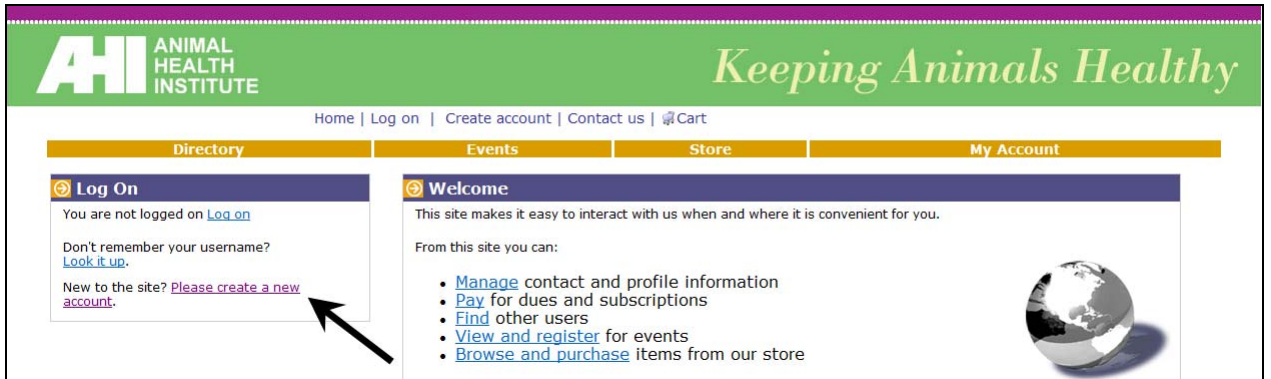 AHI ANIMAL
HEALTH
INSTITUTE
Keeping Animals Healthy
Home | Log on | Create account | Contact us | Cart
Directory Events Store My Account
Log On
You are not logged on Log on
Don't remember your username?
Look it up.
New to the site? Please create a new
account.
Welcome
This site makes it easy to interact with us when and where it is convenient for you.
From this site you can:
• Manage contact and profile information
• Pay for dues and subscriptions
• Find other users
• View and register for events
• Browse and purchase items from our store